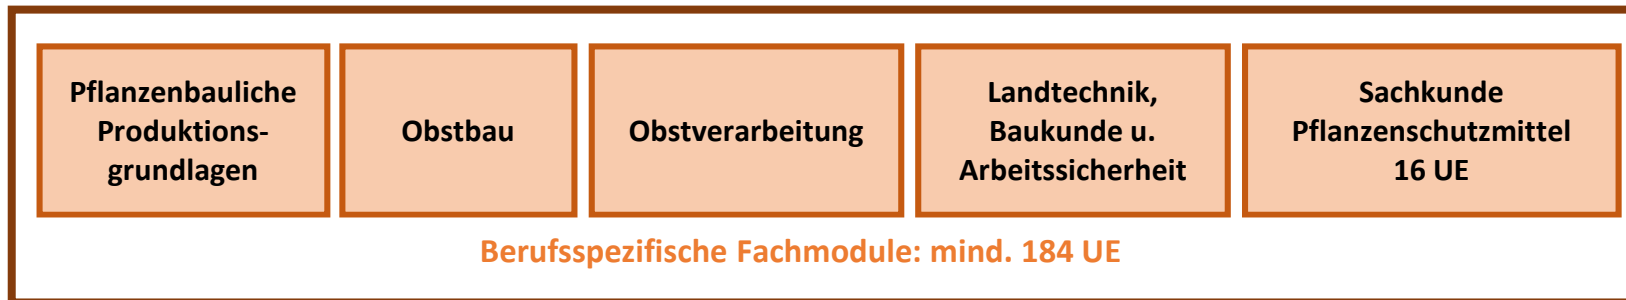 Pflanzenbauliche
Produktions-
grundlagen
Obstbau
Obstverarbeitung
Landtechnik,
Baukunde u.
Arbeitssicherheit
Sachkunde
Pflanzenschutzmittel
16 UE
Berufsspezifische Fachmodule: mind. 184 UE